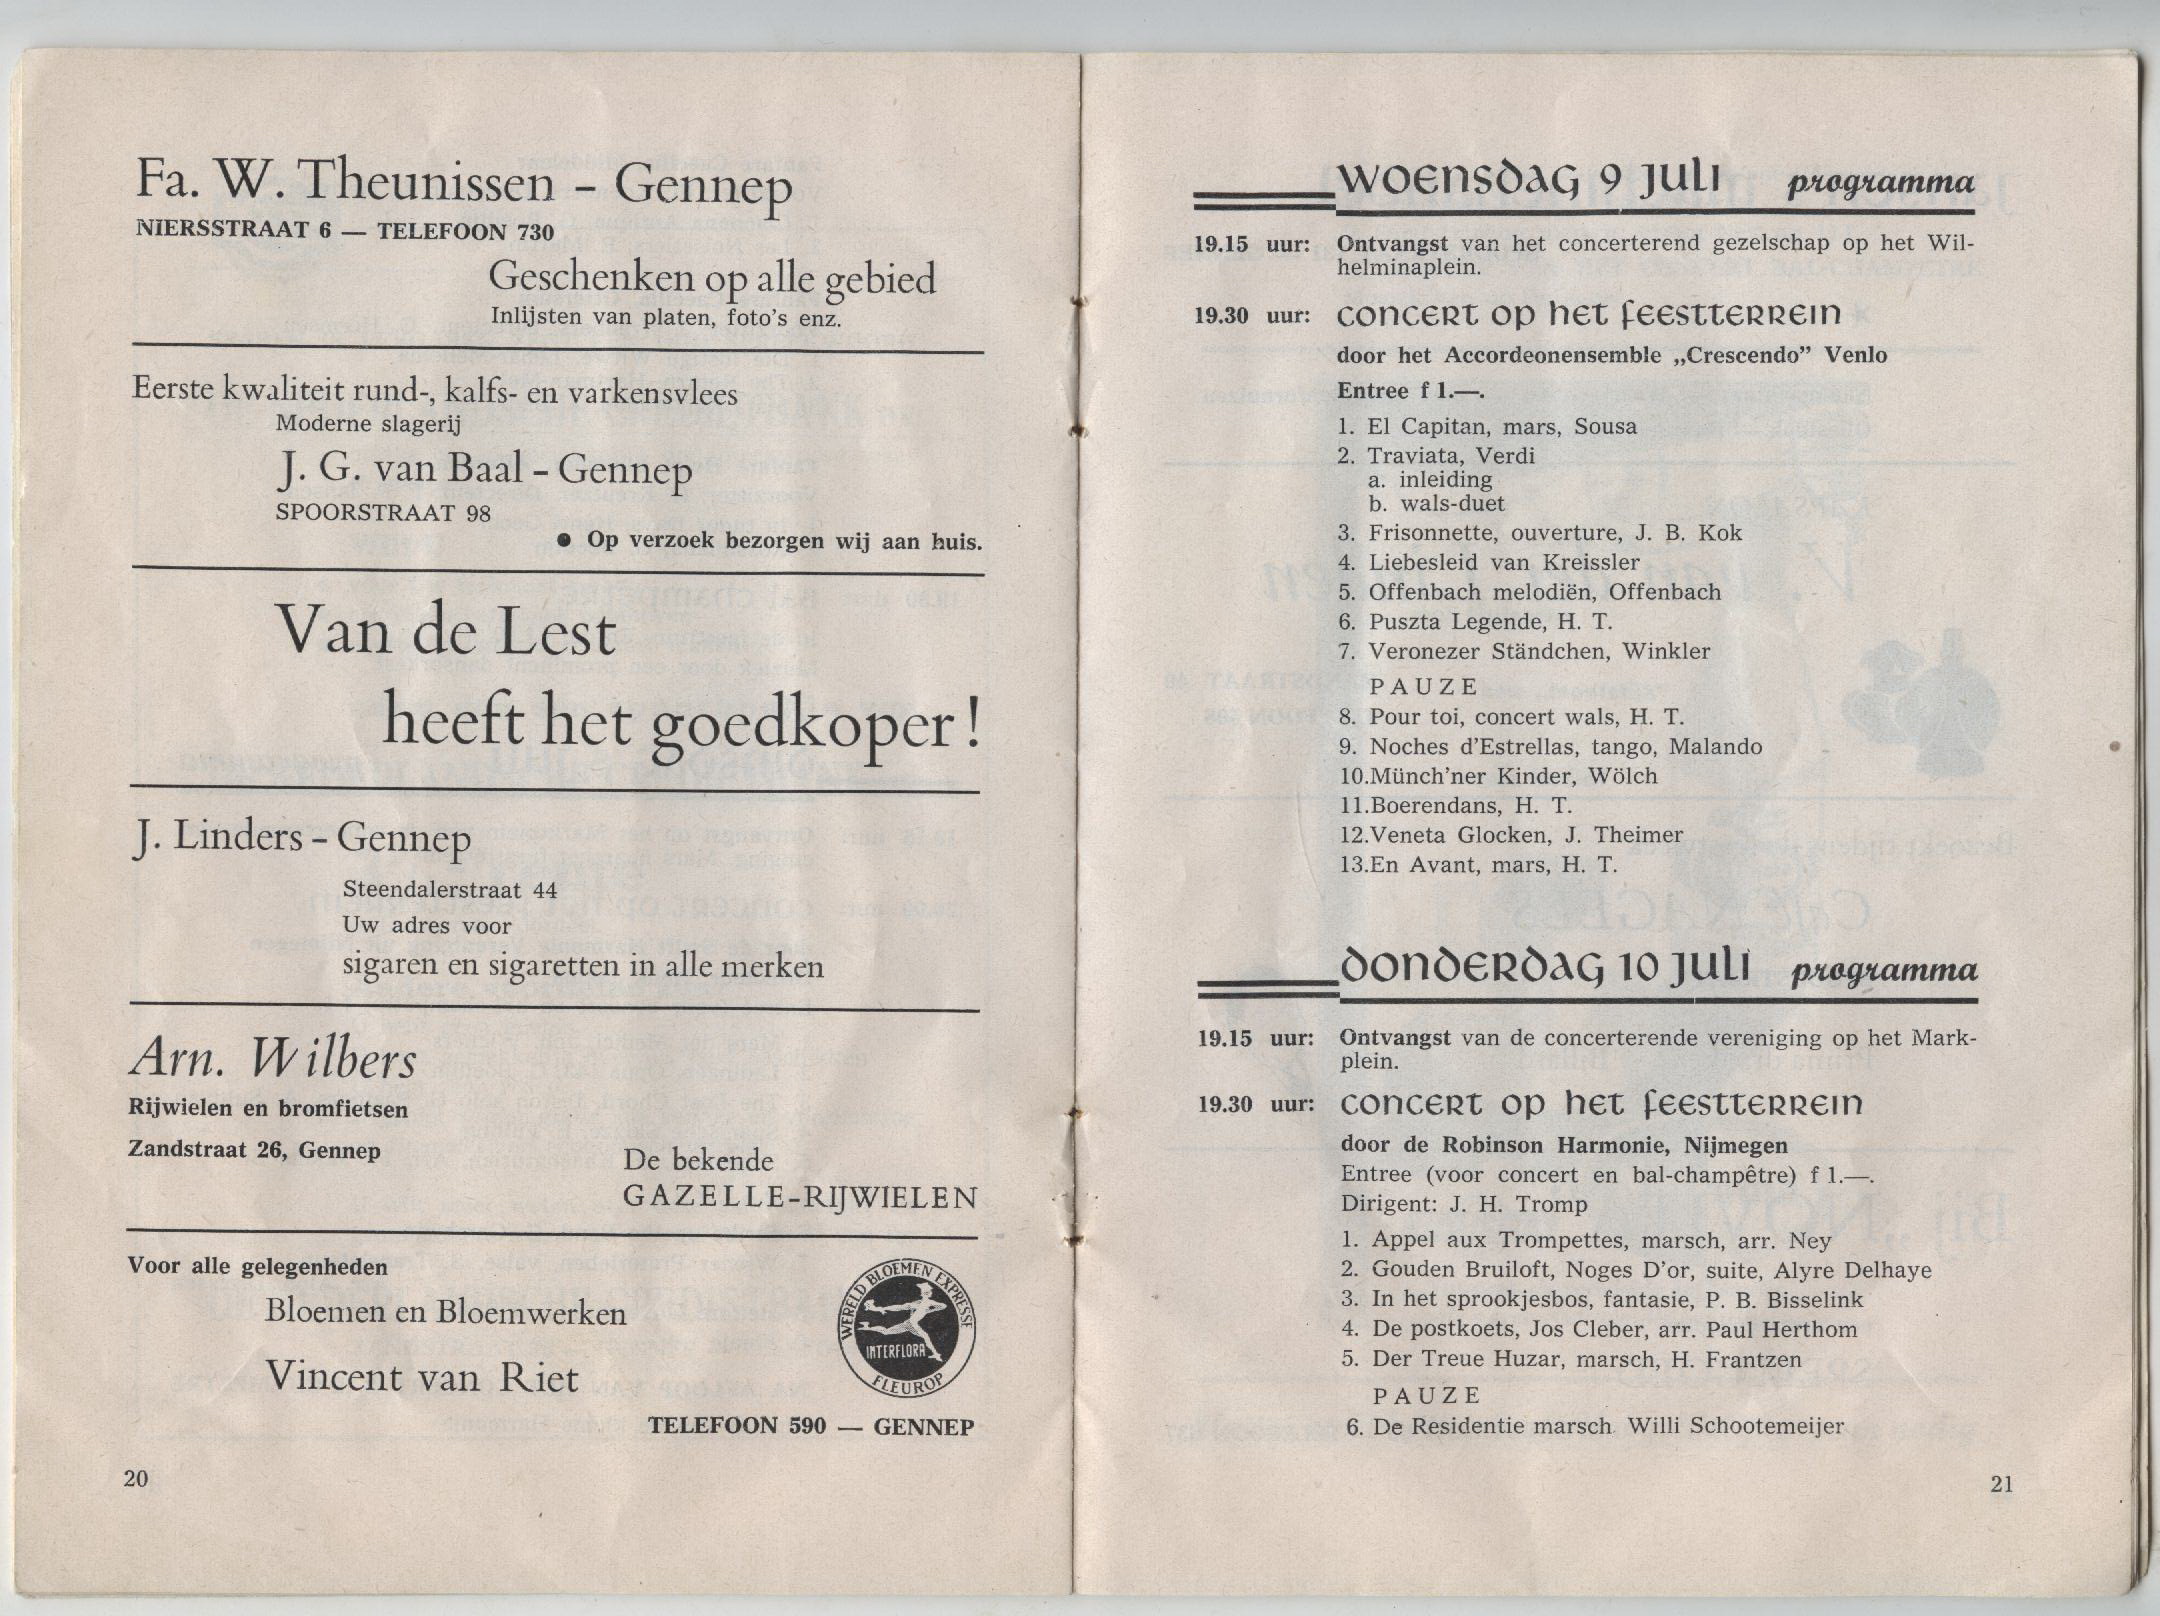 Fa. W. Theunissen – Gennep
NIERSSTRAAT 6 — TELEFOON 730
Geschenken op alle gebied
Inlijsten van platen, foto's enz.
Eerste kwaliteit rund-, kalfs- en varkensvlees
Moderne slagerij
J. G. van Baal – Gennep
SPOORSTRAAT 98
● Op verzoek bezorgen wij aan huis.
Van de Lest
heeft het goedkoper!
J. Linders – Gennep
Steendalerstraat 44
Uw adres voor
sigaren en sigaretten in alle merken
Arn. Wilbers
Rijwielen en bromfietsen
Zandstraat 26, Gennep
De bekende
GAZELLE-RIJWIELEN
Voor alle gelegenheden
Bloemen en Bloemwerken
Vincent van Riet
WERELD BLOEMEN EXPRESSE
INTERFLORA
FLEUROP
TELEFOON 590 — GENNEP
20
WOENSDAG 9 JULI programma
19.15 uur: Ontvangst van het concerterend gezelschap op het Wil-
helminaplein.
19.30 uur: CONCERT OP HET FEESTTERREIN
door het Accordeonensemble „Crescendo” Venlo
Entree f 1.—.
1. El Capitan, mars, Sousa
2. Traviata, Verdi
a. inleiding
b. wals-duet
3. Frisonnette, ouverture, J. B. Kok
4. Liebesleid van Kreissler
5. Offenbach melodiën, Offenbach
6. Puszta Legende, H. T.
7. Veronezer Ständchen, Winkler
PAUZE
8. Pour toi, concert wals, H. T.
9. Noches d'Estrellas, tango, Malando
10.Münch'ner Kinder, Wölch
11.Boerendans, H. T.
12.Veneta Glocken, J. Theimer
13.En Avant, mars, H. T.
DONDERDAG 10 JULI programma
19.15 uur: Ontvangst van de concerterende vereniging op het Mark-
plein.
19.30 uur: CONCERT OP HET FEESTTERREIN
door de Robinson Harmonie, Nijmegen
Entree (voor concert en bal-champêtre) f 1.—.
Dirigent: J. H. Tromp
1. Appel aux Trompettes, marsch, arr. Ney
2. Gouden Bruiloft, Noges D'or, suite, Alyre Delhaye
3. In het sprookjesbos, fantasie, P. B. Bisselink
4. De postkoets, Jos Cleber, arr. Paul Herthom
5. Der Treue Huzar, marsch, H. Frantzen
PAUZE
6. De Residentie marsch Willi Schootemeijer
21